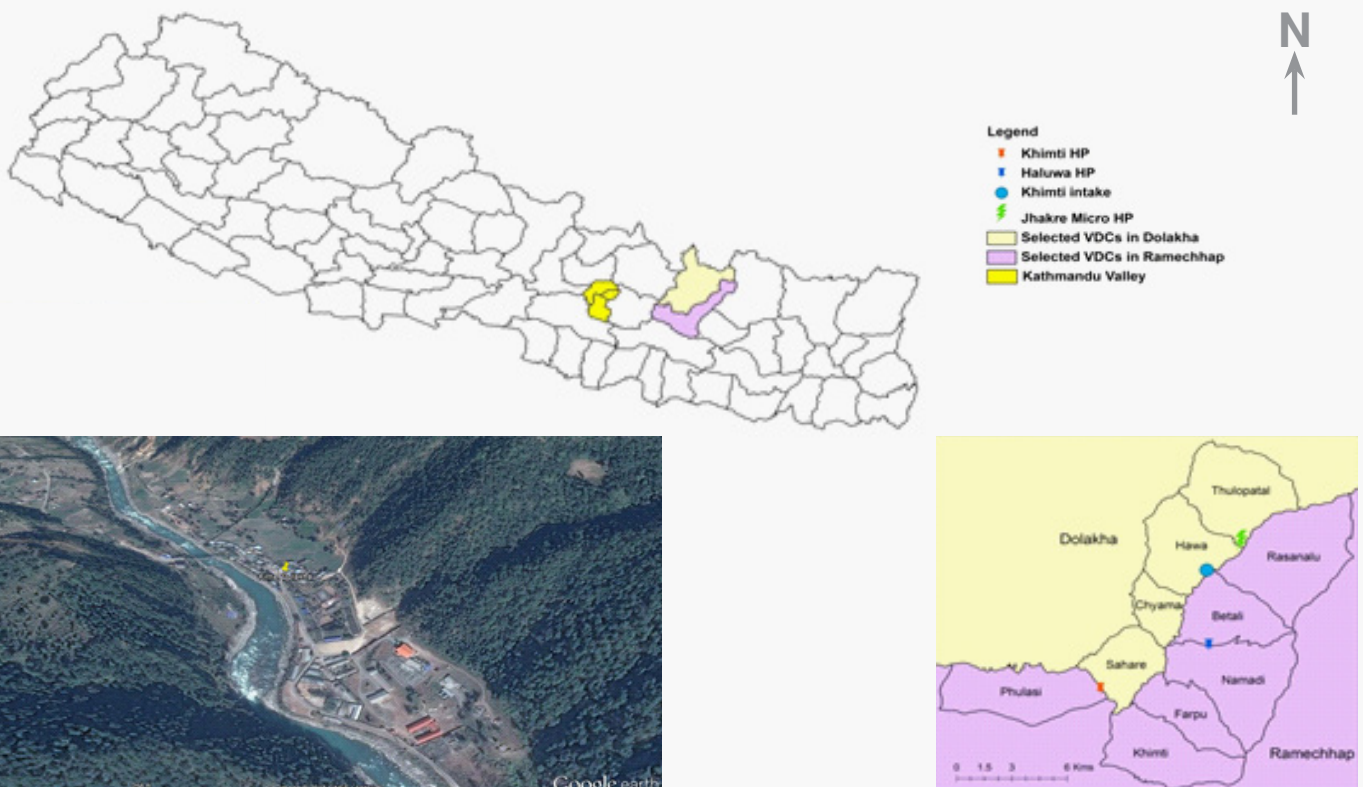 N
Legend
Khimti HP
Haluwa HP
Khimti intake
Jhakre Micro HP
Selected VDCs in Dolakha
Selected VDCs in Ramechhap
Kathmandu Valley
Google earth
Thulopatal
Dolakha
Hawa
Rasanalu
Chyama
Betali
Sahare
Phulasi
Namadi
Farpu
Khimti
Ramechhap
0 1.5 3 6 Kms